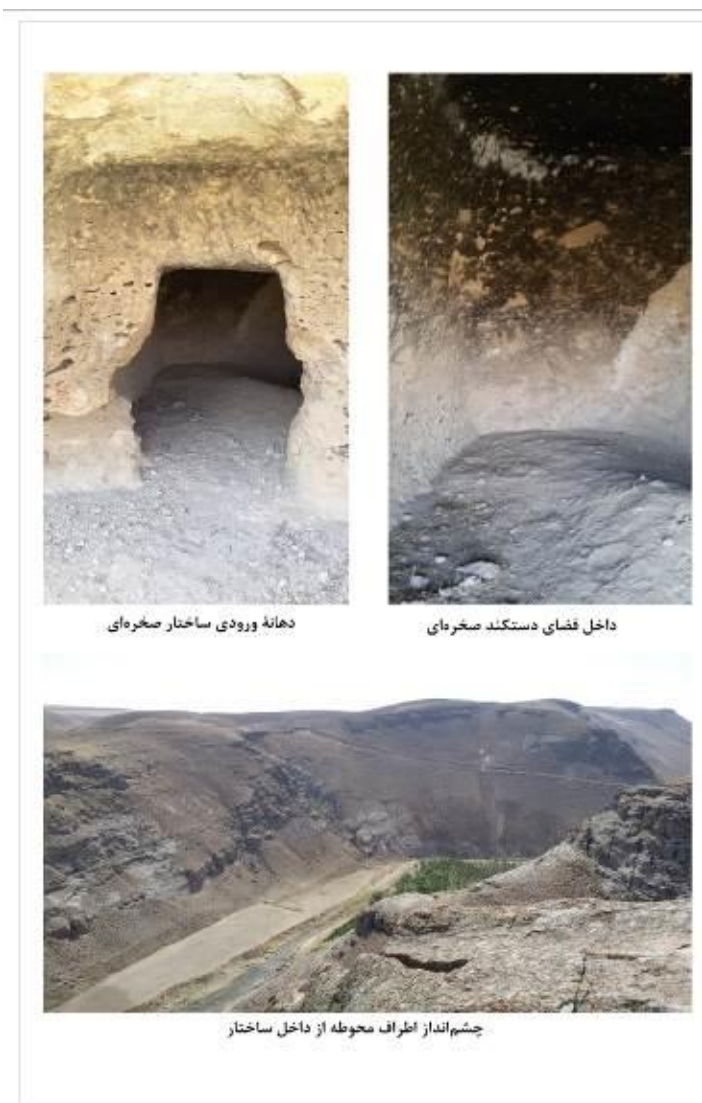 داخل فضای دستکند صخره‌ای
دهانهٔ ورودی ساختار صخره‌ای
چشم‌انداز اطراف محوطه از داخل ساختار